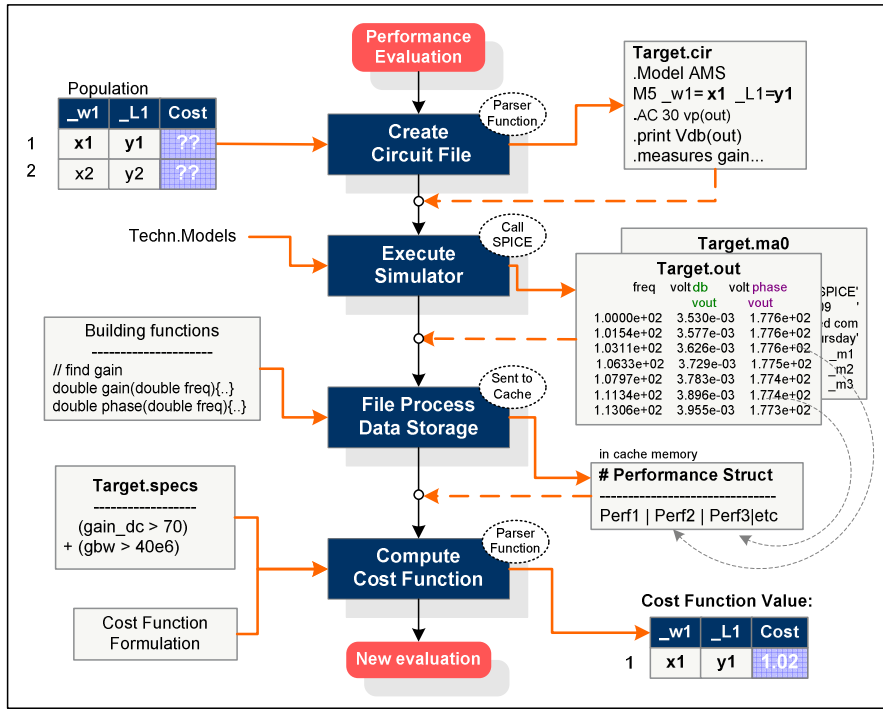 Performance
Evaluation
Population
_w1 _L1 Cost
1 x1 y1 ??
2 x2 y2 ??
Parser
Function
Create
Circuit File
Target.cir
.Model AMS
M5 _w1= x1 _L1=y1
.AC 30 vp(out)
.print Vdb(out)
.measures gain...
Techn.Models
Call
SPICE
Execute
Simulator
Target.ma0
SPICE'
09 '
ed com
ursday'
_m1
_m2
_m3
Target.out
freq volt db volt phase
vout vout
1.0000e+02 3.530e-03 1.776e+02
1.0154e+02 3.577e-03 1.776e+02
1.0311e+02 3.626e-03 1.776e+02
1.0633e+02 3.729e-03 1.775e+02
1.0797e+02 3.783e-03 1.774e+02
1.1134e+02 3.896e-03 1.774e+02
1.1306e+02 3.955e-03 1.773e+02
Building functions
---------------------
// find gain
double gain(double freq){..}
double phase(double freq){..}
Sent to
Cache
File Process
Data Storage
in cache memory
# Performance Struct
-------------------------------
Perf1 | Perf2 | Perf3|etc
Target.specs
------------------
(gain_dc > 70)
+ (gbw > 40e6)
Parser
Function
Compute
Cost Function
Cost Function
Formulation
Cost Function Value:
_w1 _L1 Cost
1 x1 y1 1.02
New evaluation